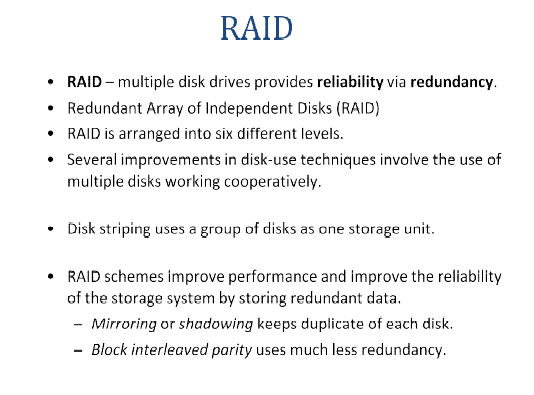 RAID
• RAID – multiple disk drives provides reliability via redundancy.
• Redundant Array of Independent Disks (RAID)
• RAID is arranged into six different levels.
• Several improvements in disk-use techniques involve the use of
multiple disks working cooperatively.
• Disk striping uses a group of disks as one storage unit.
• RAID schemes improve performance and improve the reliability
of the storage system by storing redundant data.
– Mirroring or shadowing keeps duplicate of each disk.
– Block interleaved parity uses much less redundancy.